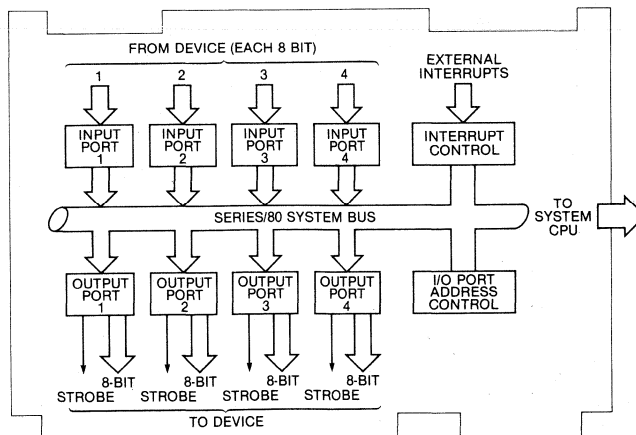 FROM DEVICE (EACH 8 BIT)
1 2 3 4
EXTERNAL
INTERRUPTS
INPUT
PORT
1
INPUT
PORT
2
INPUT
PORT
3
INPUT
PORT
4
INTERRUPT
CONTROL
SERIES/80 SYSTEM BUS
TO
SYSTEM
CPU
OUTPUT
PORT
1
OUTPUT
PORT
2
OUTPUT
PORT
3
OUTPUT
PORT
4
I/O PORT
ADDRESS
CONTROL
8-BIT 8-BIT 8-BIT 8-BIT
STROBE STROBE STROBE STROBE
TO DEVICE